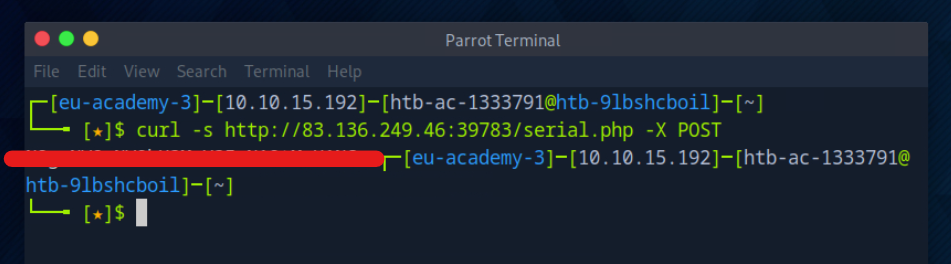 Parrot Terminal
File Edit View Search Terminal Help
┌─[eu-academy-3]─[10.10.15.192]─[htb-ac-1333791@htb-9lbshcboil]─[~]
└──╼ [★]$ curl -s http://83.136.249.46:39783/serial.php -X POST
┌─[eu-academy-3]─[10.10.15.192]─[htb-ac-1333791@
htb-9lbshcboil]─[~]
└──╼ [★]$